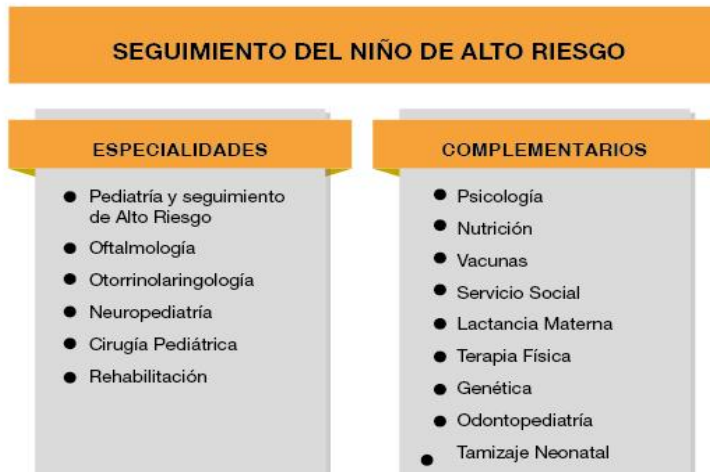 SEGUIMIENTO DEL NIÑO DE ALTO RIESGO
ESPECIALIDADES
● Pediatría y seguimiento
de Alto Riesgo
● Oftalmología
● Otorrinolaringología
● Neuropediatría
● Cirugía Pediátrica
● Rehabilitación
COMPLEMENTARIOS
● Psicología
● Nutrición
● Vacunas
● Servicio Social
● Lactancia Materna
● Terapia Física
● Genética
● Odontopediatría
● Tamizaje Neonatal